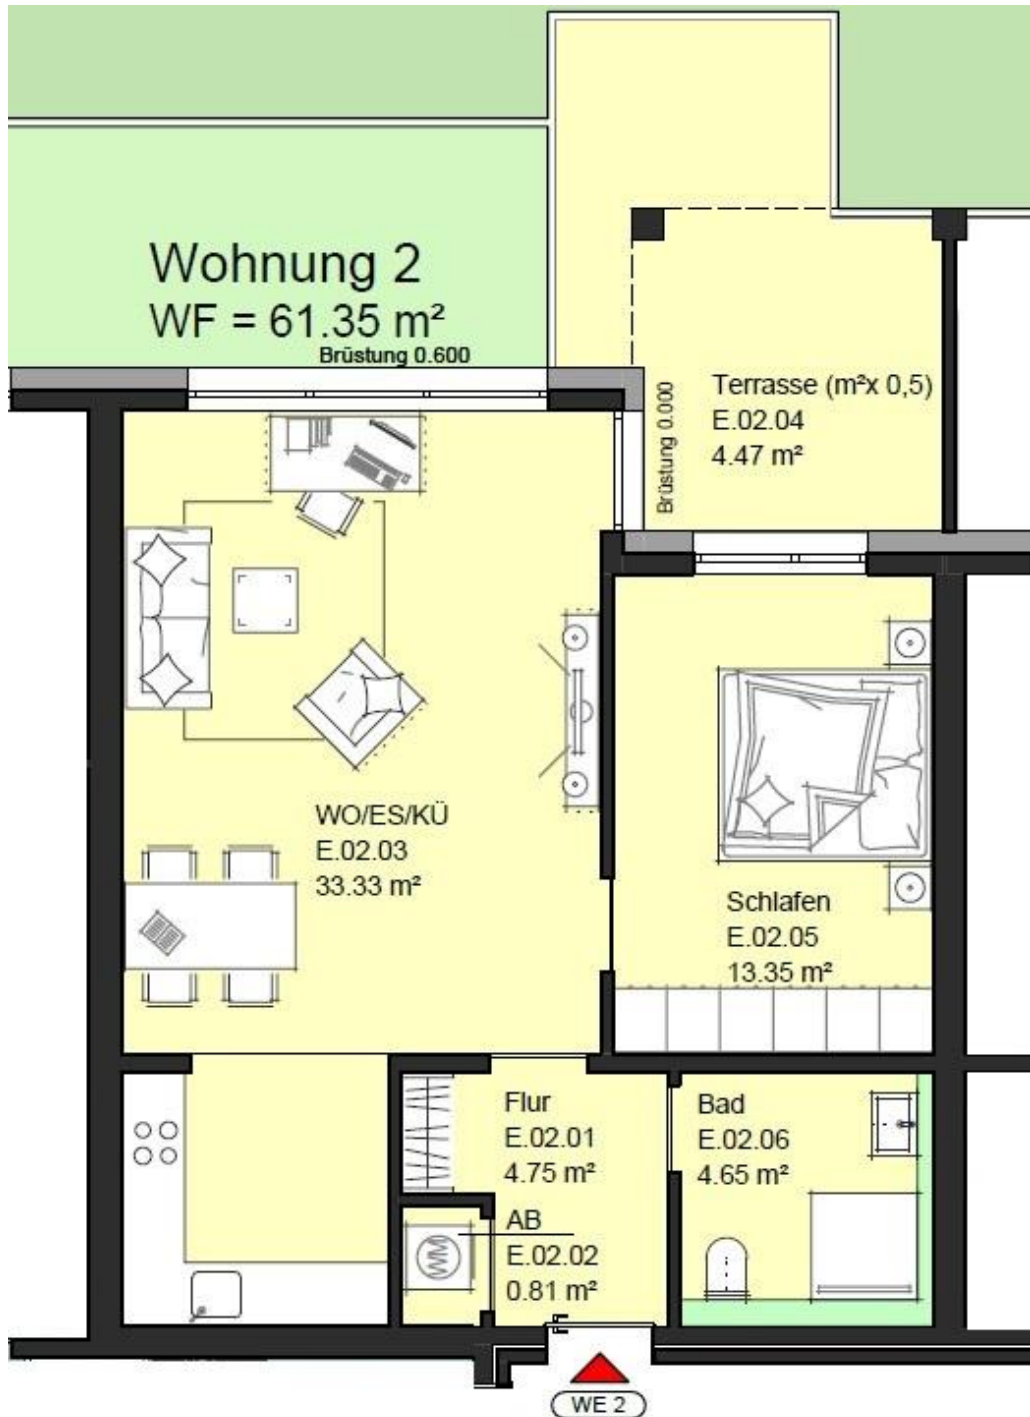 Wohnung 2
WF = 61.35 m²
Brüstung 0.600
Terrasse (m²x 0,5)
E.02.04
4.47 m²
Brüstung 0.000
WO/ES/KÜ
E.02.03
33.33 m²
Schlafen
E.02.05
13.35 m²
Flur
E.02.01
4.75 m²
Bad
E.02.06
4.65 m²
AB
E.02.02
0.81 m²
WM
WE 2